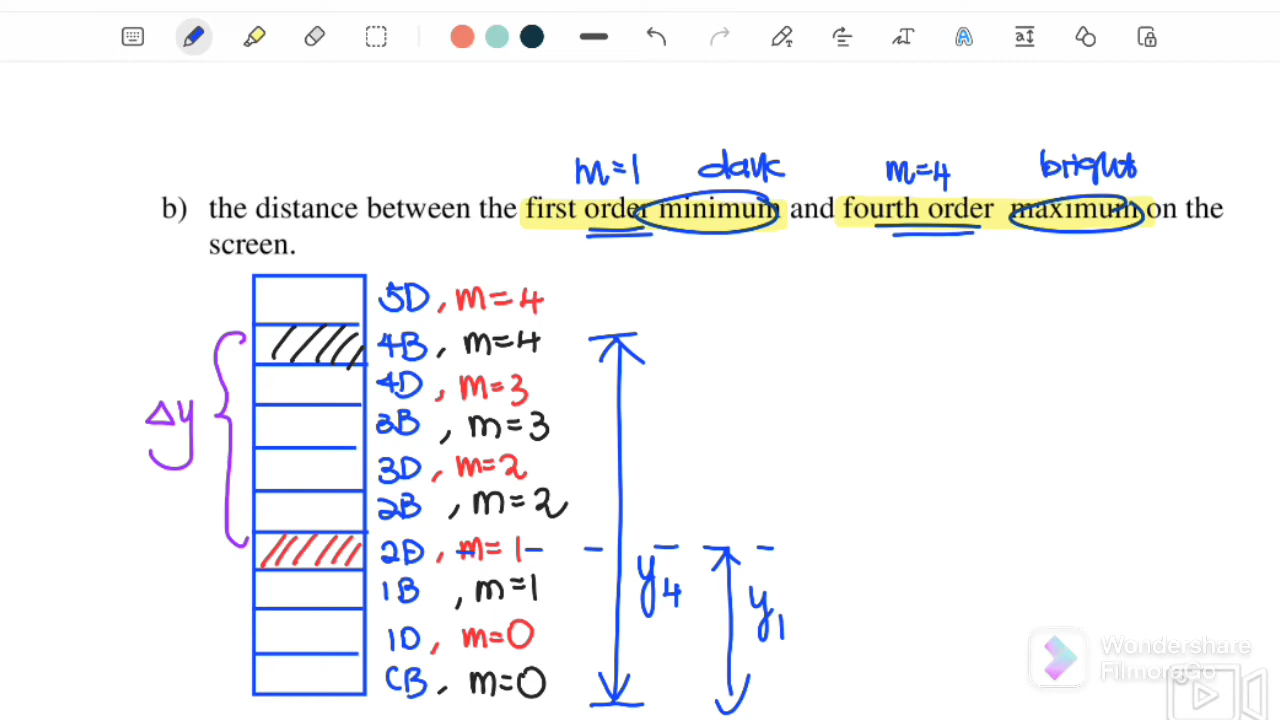 m=1 dark m=4 bright
b) the distance between the first order minimum and fourth order maximum on the
screen.
5D, m=4
4B, m=4
4D, m=3
3B, m=3
Δy
3D, m=2
2B, m=2
2D, m=1
y4
1B, m=1
y1
1D, m=0
CB, m=0
Wondershare
FilmoraGo